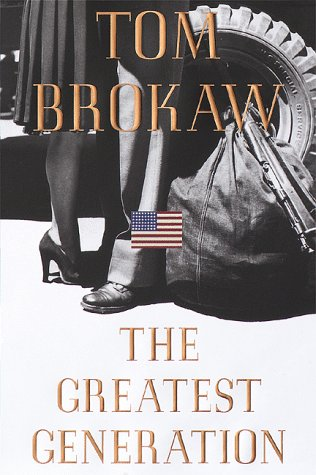 TOM
BROKAW
THE
GREATEST
GENERATION